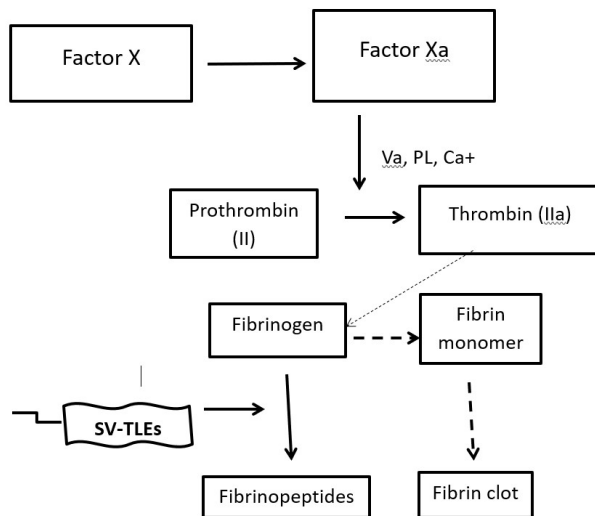 Factor X
Factor Xa
Va, PL, Ca+
Prothrombin
(II)
Thrombin (IIa)
Fibrinogen
Fibrin
monomer
SV-TLEs
Fibrinopeptides
Fibrin clot